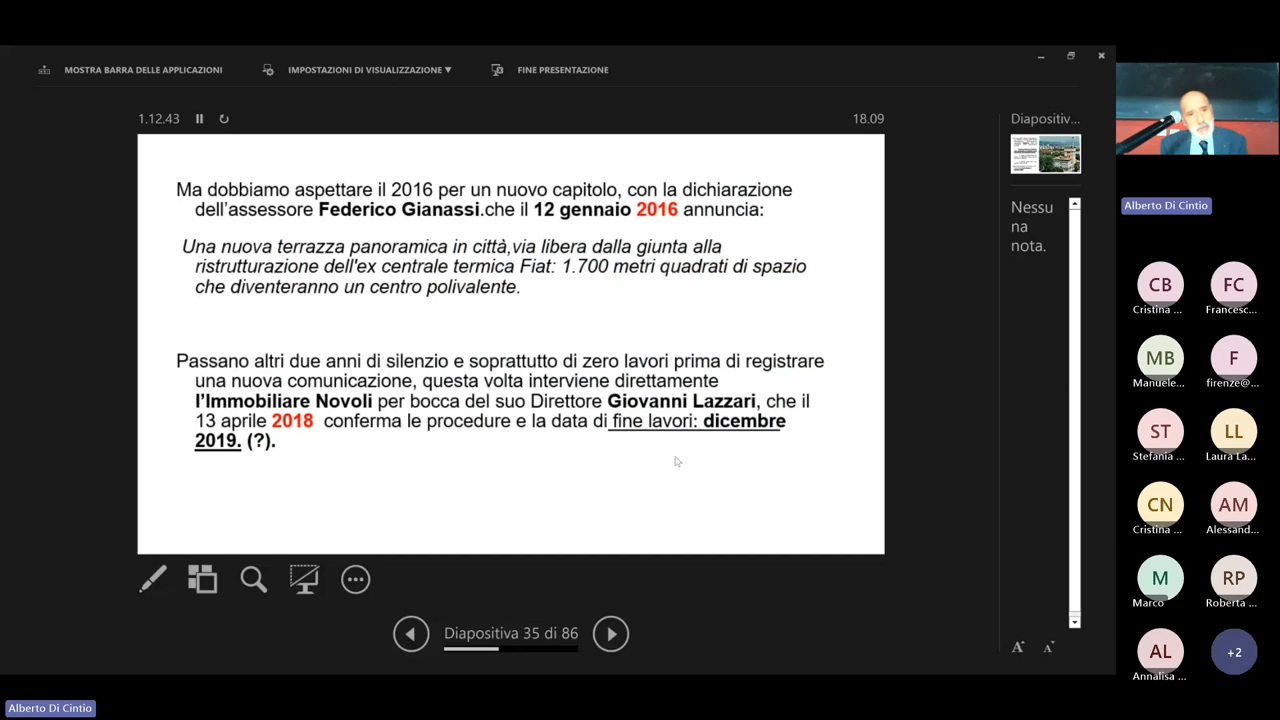 MOSTRA BARRA DELLE APPLICAZIONI
IMPOSTAZIONI DI VISUALIZZAZIONE ▼
FINE PRESENTAZIONE
1.12.43
18.09
Ma dobbiamo aspettare il 2016 per un nuovo capitolo, con la dichiarazione
dell'assessore Federico Gianassi.che il 12 gennaio 2016 annuncia:
Una nuova terrazza panoramica in città,via libera dalla giunta alla
ristrutturazione dell'ex centrale termica Fiat: 1.700 metri quadrati di spazio
che diventeranno un centro polivalente.
Passano altri due anni di silenzio e soprattutto di zero lavori prima di registrare
una nuova comunicazione, questa volta interviene direttamente
l'Immobiliare Novoli per bocca del suo Direttore Giovanni Lazzari, che il
13 aprile 2018 conferma le procedure e la data di fine lavori: dicembre
2019. (?).
Diapositiva 35 di 86
Diapositiv...
Nessu
na
nota.
A A
Alberto Di Cintio
CB
Cristina ...
FC
Francesc...
MB
Manuele...
F
firenze@...
ST
Stefania ...
LL
Laura La...
CN
Cristina ...
AM
Alessand...
M
Marco
RP
Roberta ...
AL
Annalisa ...
+2
Alberto Di Cintio